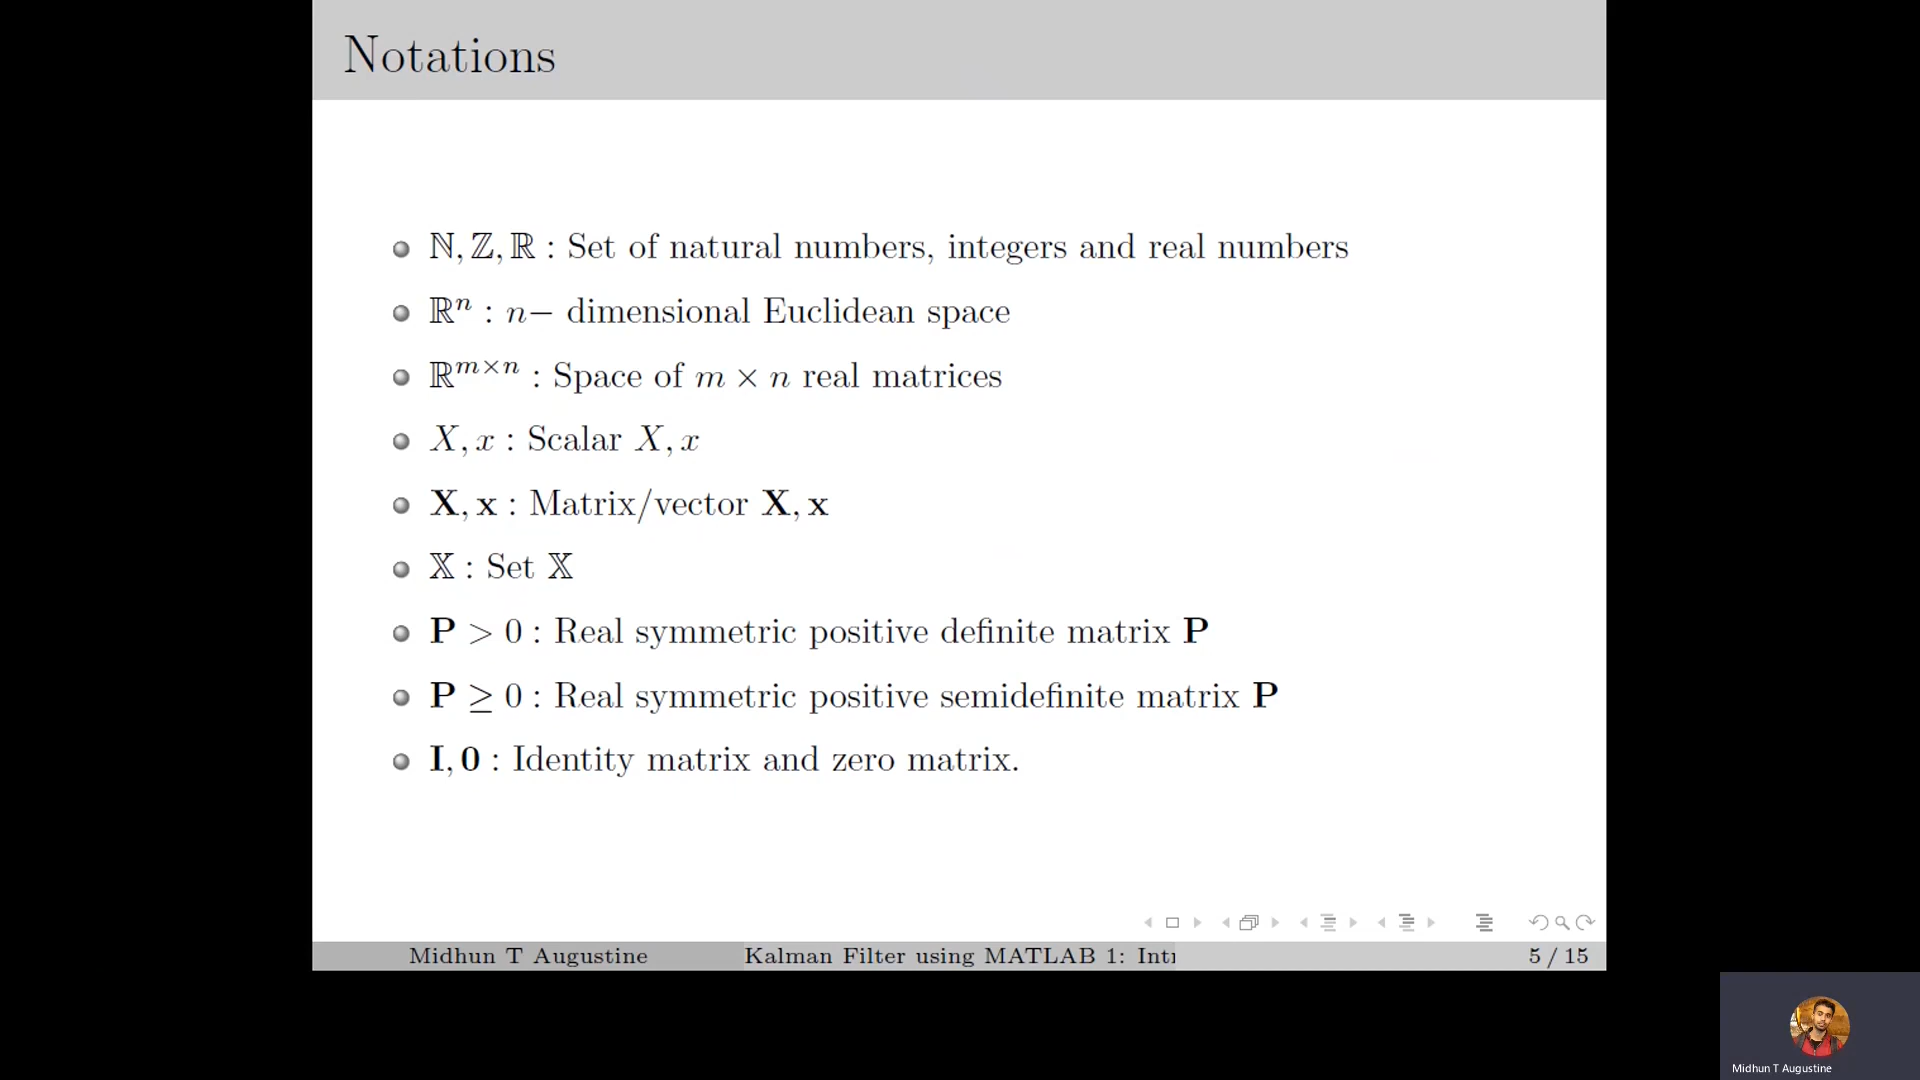 Notations
ℕ, ℤ, ℝ : Set of natural numbers, integers and real numbers
ℝⁿ : n− dimensional Euclidean space
ℝᵐˣⁿ : Space of m × n real matrices
X, x : Scalar X, x
𝐗, 𝐱 : Matrix/vector 𝐗, 𝐱
𝕏 : Set 𝕏
𝐏 > 0 : Real symmetric positive definite matrix 𝐏
𝐏 ≥ 0 : Real symmetric positive semidefinite matrix 𝐏
𝐈, 𝟎 : Identity matrix and zero matrix.
Midhun T Augustine Kalman Filter using MATLAB 1: Int 5 / 15
Midhun T Augustine